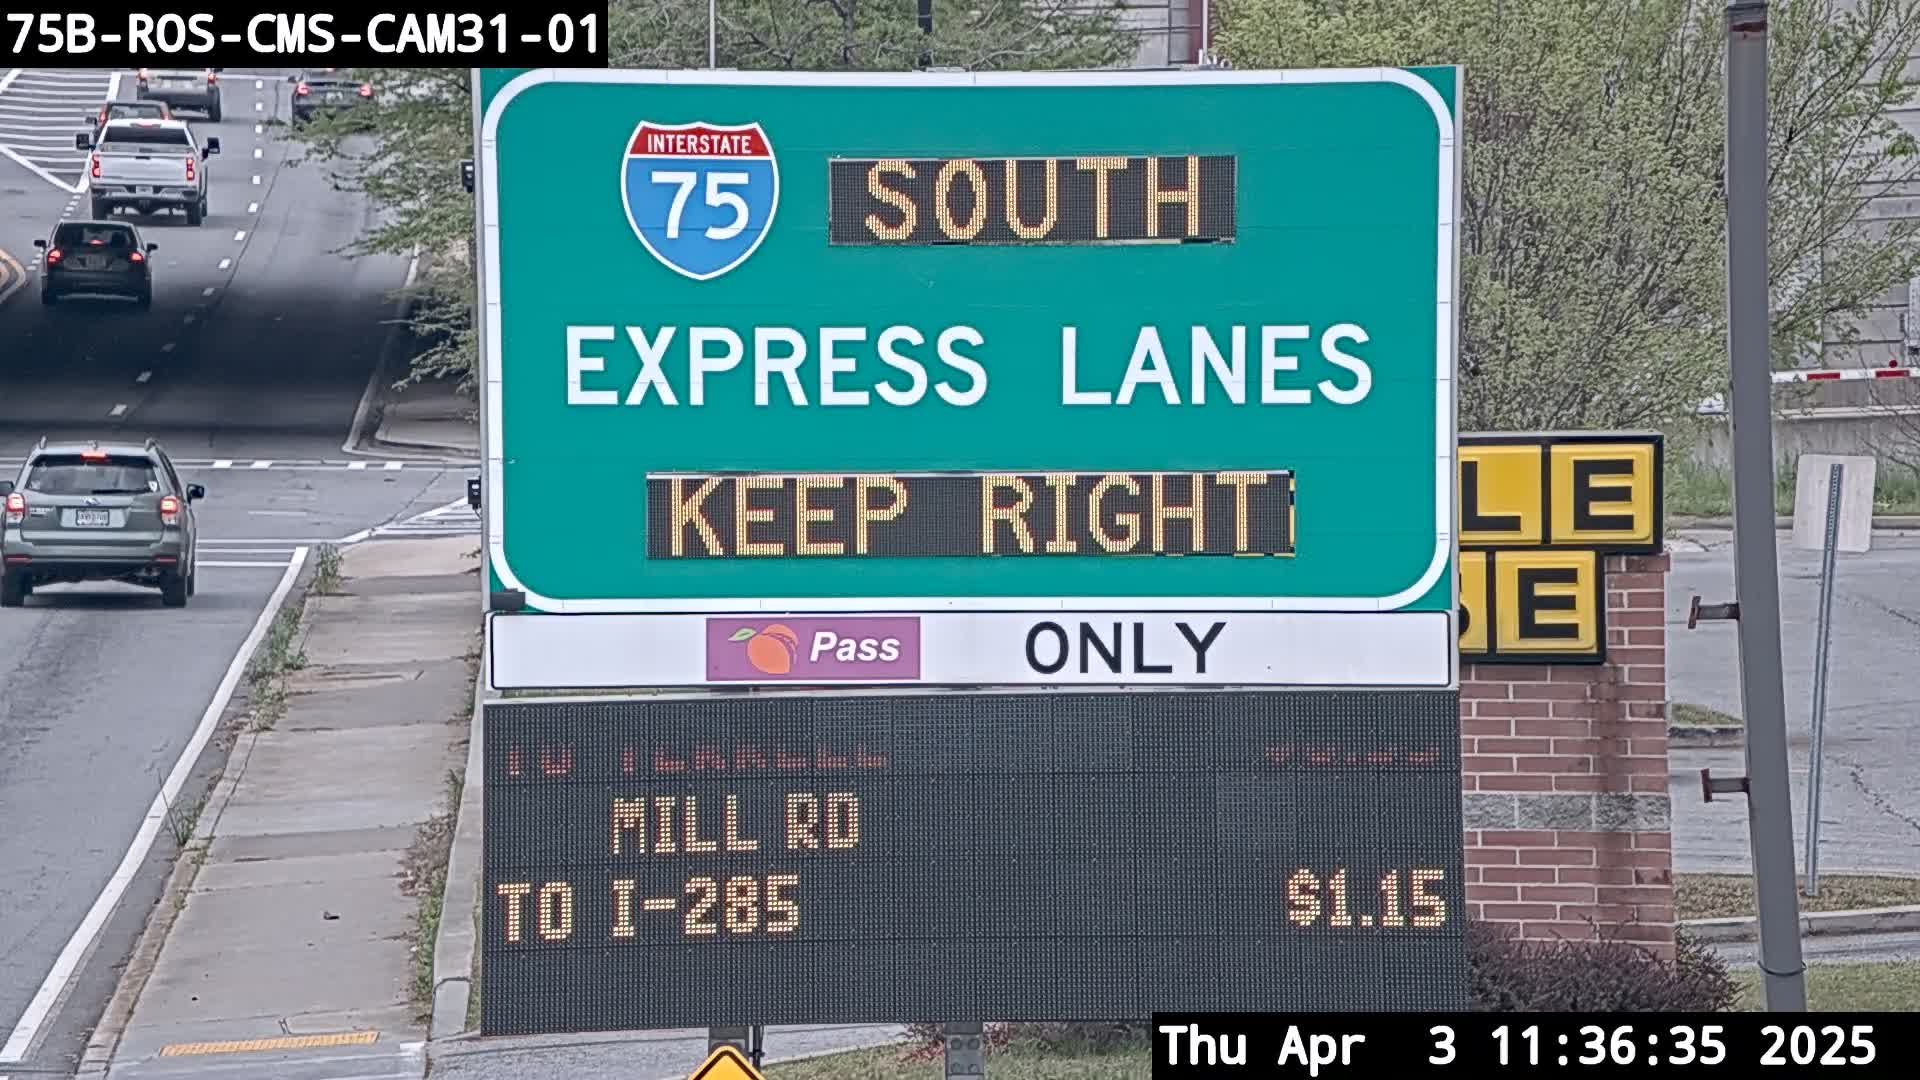 75B-ROS-CMS-CAM31-01
INTERSTATE
75
SOUTH
EXPRESS LANES
KEEP RIGHT
Pass ONLY
MILL RD
TO I-285 $1.15
LE
E
Thu Apr 3 11:36:35 2025